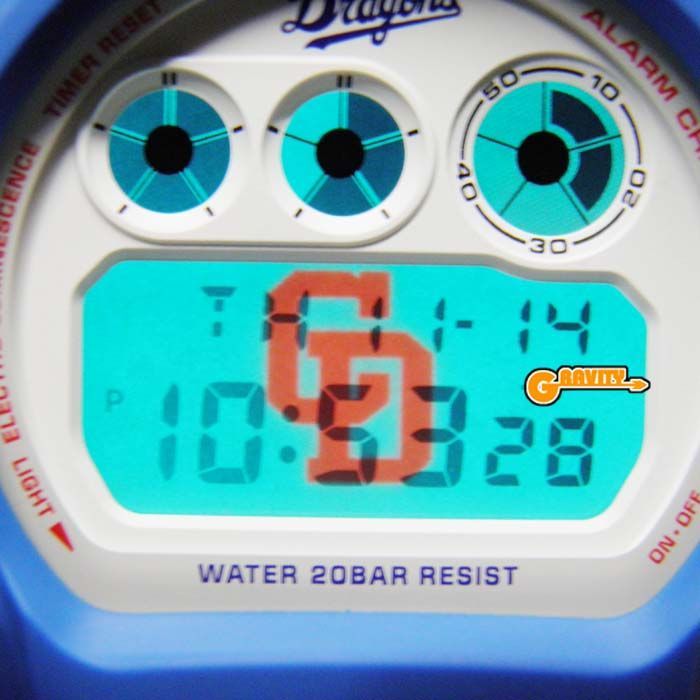 Dragons
TIMER RESET
ALARM CH
50 10
40 20
30
ELECTRO LUMINESCENCE
TH 11-14
CD
GRAVITY
P 10:53 28
LIGHT
ON·OFF
WATER 20BAR RESIST